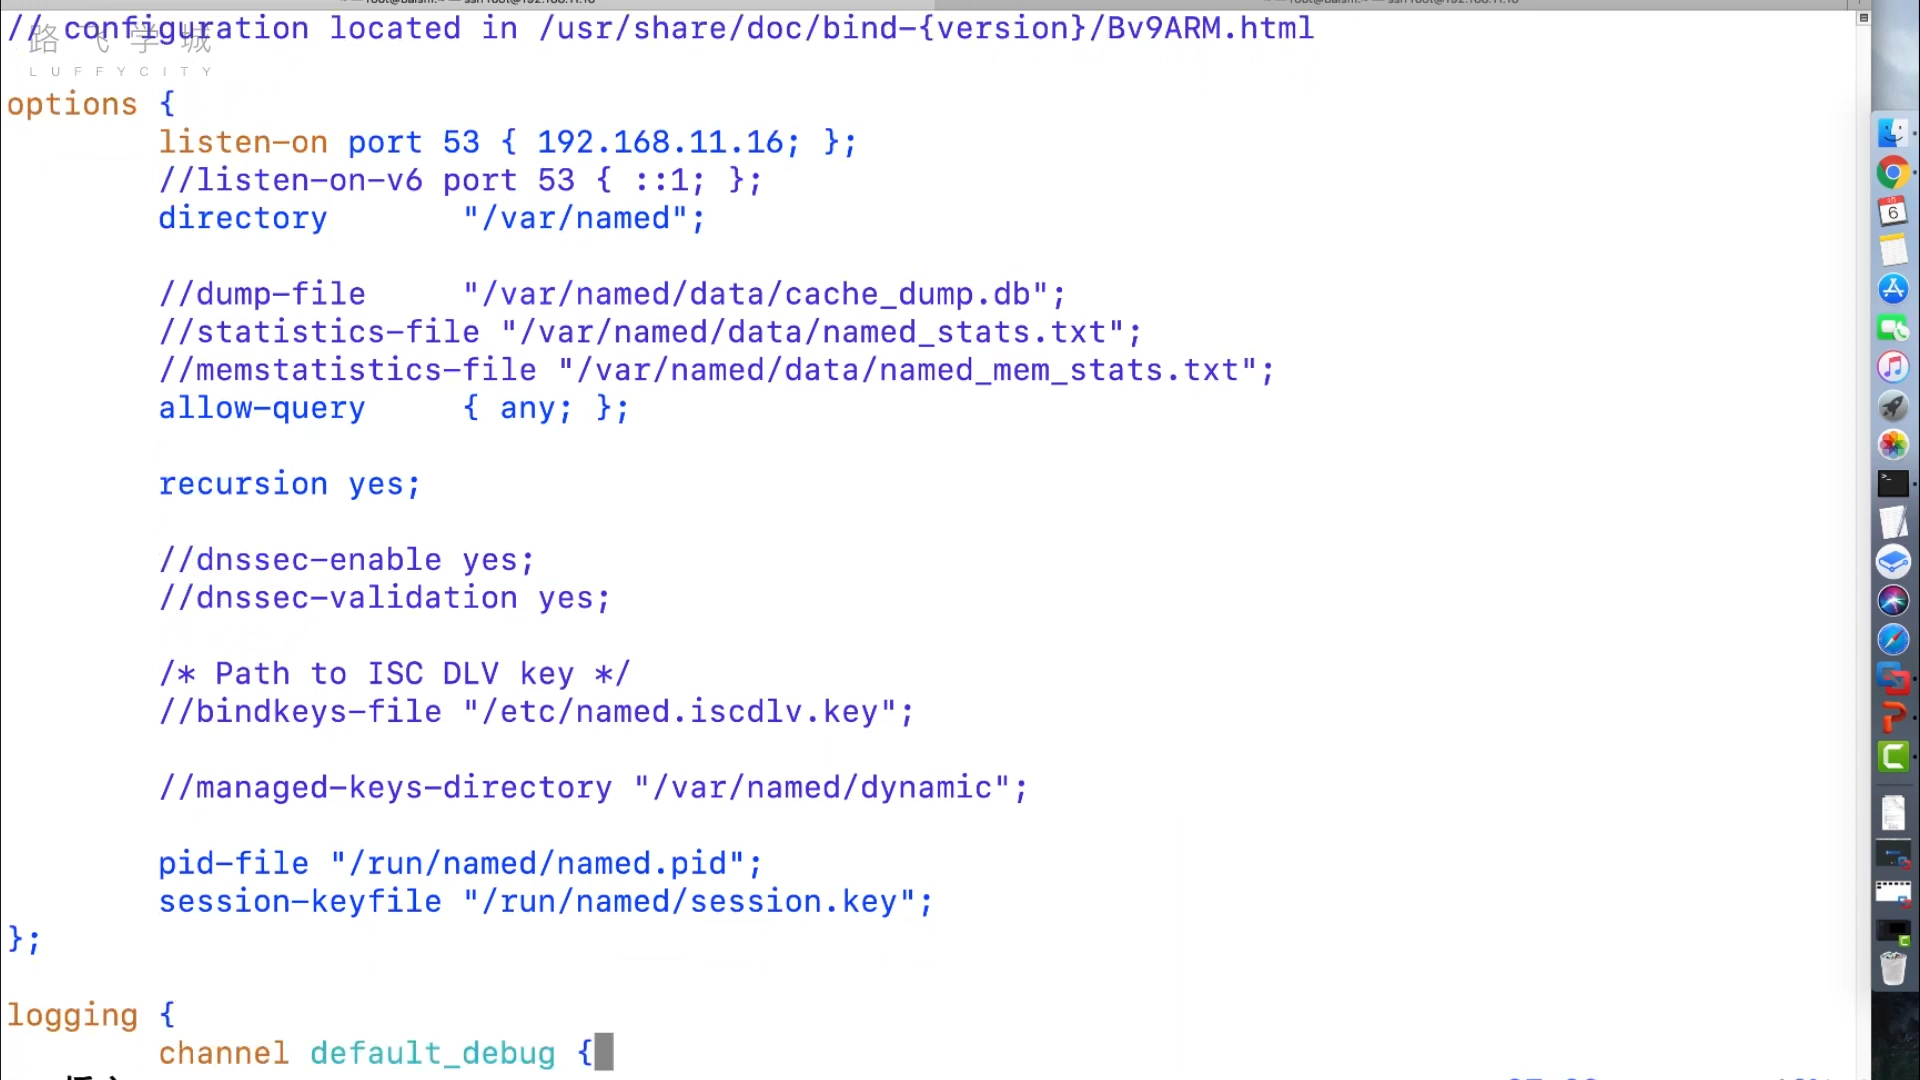 // configuration located in /usr/share/doc/bind-{version}/Bv9ARM.html
路飞学城
LUFFYCITY
options {
listen-on port 53 { 192.168.11.16; };
//listen-on-v6 port 53 { ::1; };
directory "/var/named";
//dump-file "/var/named/data/cache_dump.db";
//statistics-file "/var/named/data/named_stats.txt";
//memstatistics-file "/var/named/data/named_mem_stats.txt";
allow-query { any; };
recursion yes;
//dnssec-enable yes;
//dnssec-validation yes;
/* Path to ISC DLV key */
//bindkeys-file "/etc/named.iscdlv.key";
//managed-keys-directory "/var/named/dynamic";
pid-file "/run/named/named.pid";
session-keyfile "/run/named/session.key";
};
logging {
channel default_debug {
6